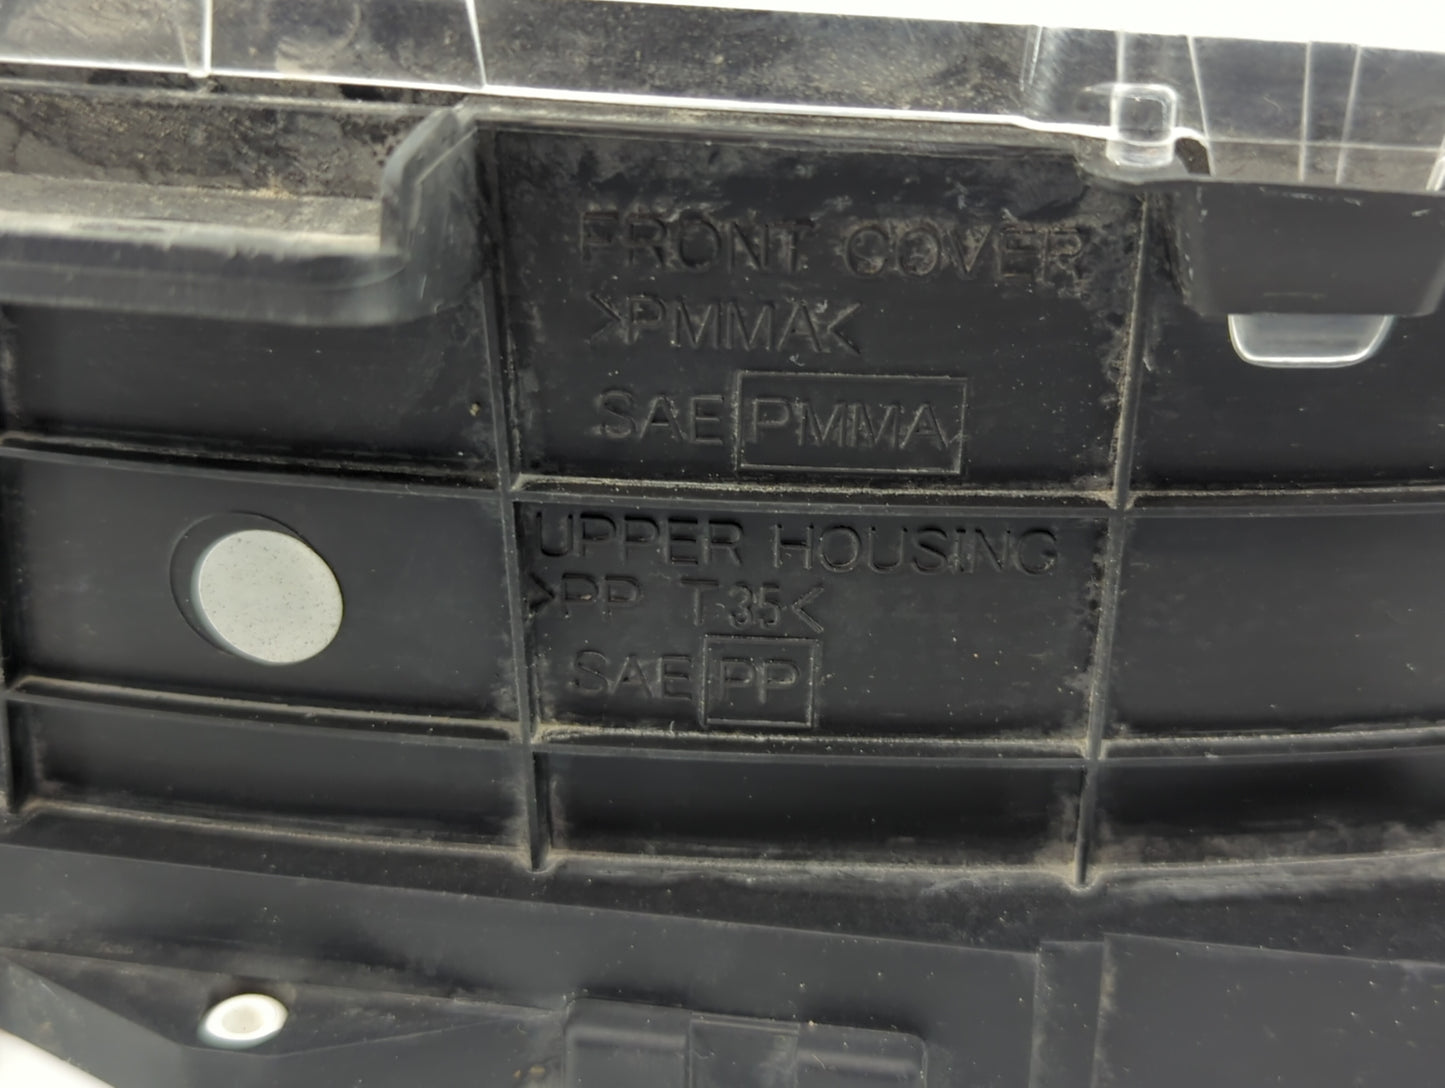 FRONT COVER
>PMMA<
SAE PMMA
UPPER HOUSING
>PP T35<
SAE PP